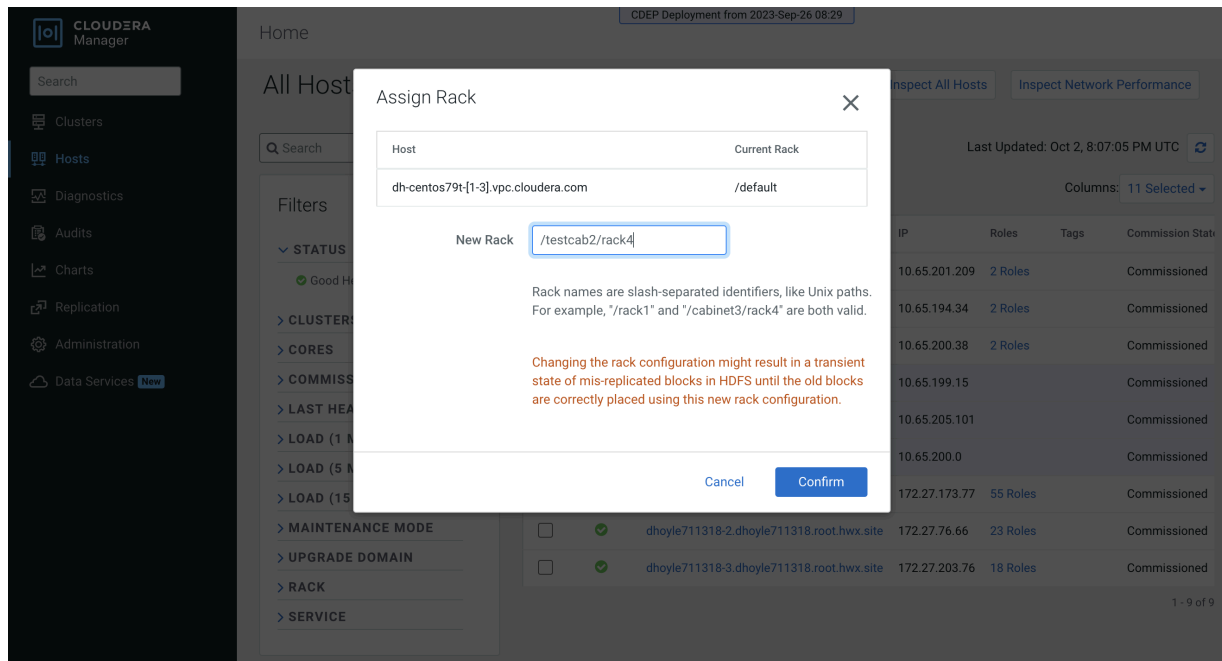 CDEP Deployment from 2023-Sep-26 08:29
CLOUDERA
Manager
Home
Search
Clusters
Hosts
Diagnostics
Audits
Charts
Replication
Administration
Data Services New
All Host
Inspect All Hosts
Inspect Network Performance
Search
Last Updated: Oct 2, 8:07:05 PM UTC
Columns: 11 Selected
Filters
STATUS
Good He
CLUSTERS
CORES
COMMISS
LAST HEA
LOAD (1 M
LOAD (5 M
LOAD (15
MAINTENANCE MODE
UPGRADE DOMAIN
RACK
SERVICE
Assign Rack
Host Current Rack
dh-centos79t-[1-3].vpc.cloudera.com /default
New Rack /testcab2/rack4
Rack names are slash-separated identifiers, like Unix paths.
For example, "/rack1" and "/cabinet3/rack4" are both valid.
Changing the rack configuration might result in a transient
state of mis-replicated blocks in HDFS until the old blocks
are correctly placed using this new rack configuration.
Cancel Confirm
IP Roles Tags Commission State
10.65.201.209 2 Roles Commissioned
10.65.194.34 2 Roles Commissioned
10.65.200.38 2 Roles Commissioned
10.65.199.15 Commissioned
10.65.205.101 Commissioned
10.65.200.0 Commissioned
172.27.173.77 55 Roles Commissioned
dhoyle711318-2.dhoyle711318.root.hwx.site 172.27.76.66 23 Roles Commissioned
dhoyle711318-3.dhoyle711318.root.hwx.site 172.27.203.76 18 Roles Commissioned
1 - 9 of 9